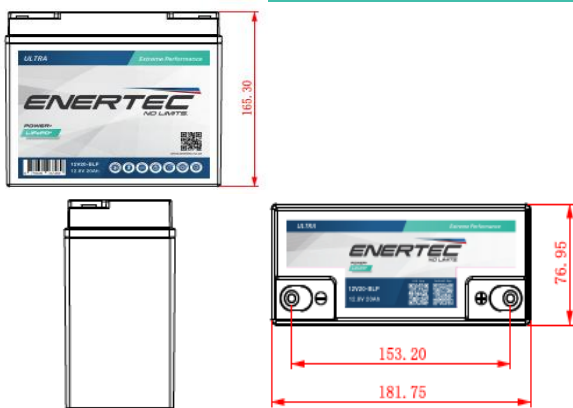 ULTRA
Extreme Performance
ENERTEC
NO LIMITS.
POWER+
LiFePO⁴
12V20-BLP
12.8V 20Ah
165.30
ULTRA
Extreme Performance
ENERTEC
NO LIMITS.
POWER+
12V20-BLP
12.8V 20Ah
76.95
153.20
181.75